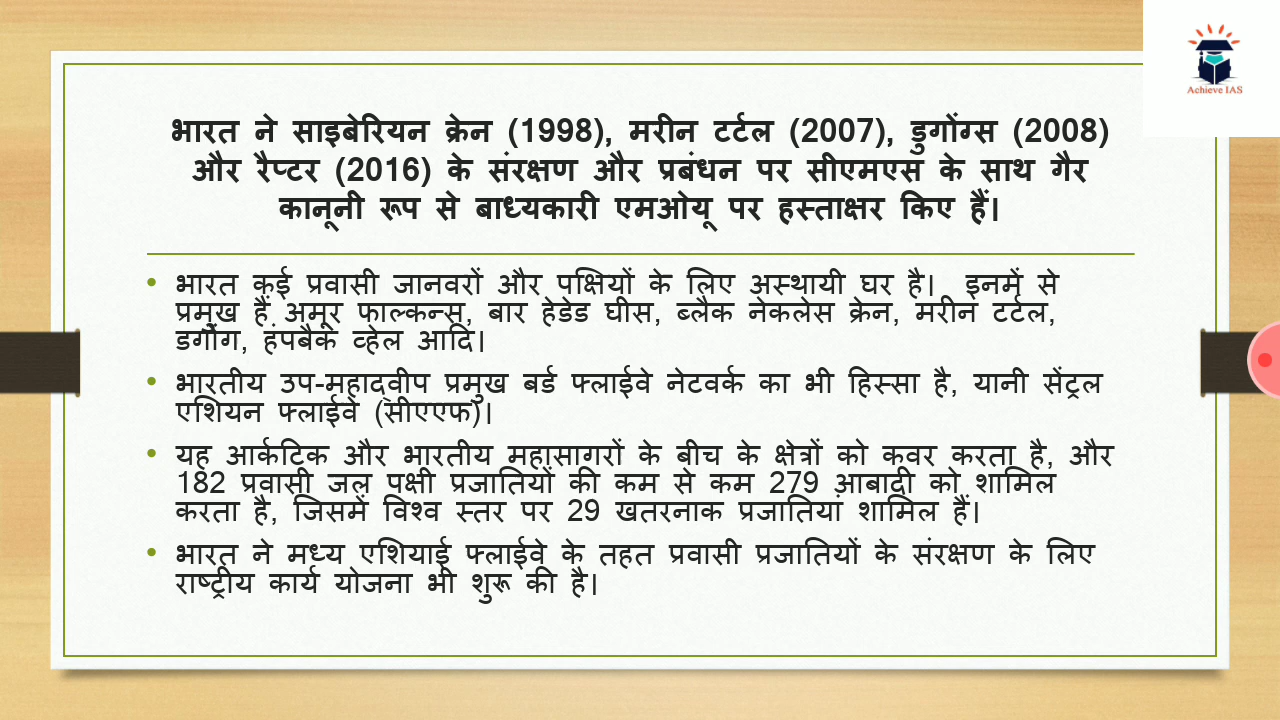 Achieve IAS
भारत ने साइबेरियन क्रेन (1998), मरीन टर्टल (2007), डुगोंग्स (2008)
और रैप्टर (2016) के संरक्षण और प्रबंधन पर सीएमएस के साथ गैर
कानूनी रूप से बाध्यकारी एमओयू पर हस्ताक्षर किए हैं।
• भारत कई प्रवासी जानवरों और पक्षियों के लिए अस्थायी घर है। इनमें से
प्रमुख हैं अमूर फाल्कन्स, बार हेडेड घीस, ब्लैक नेकलेस क्रेन, मरीन टर्टल,
डगोंग, हंपबैक व्हेल आदि।
• भारतीय उप-महाद्वीप प्रमुख बर्ड फ्लाईवे नेटवर्क का भी हिस्सा है, यानी सेंट्रल
एशियन फ्लाईवे (सीएएफ)।
• यह आर्कटिक और भारतीय महासागरों के बीच के क्षेत्रों को कवर करता है, और
182 प्रवासी जल पक्षी प्रजातियों की कम से कम 279 आबादी को शामिल
करता है, जिसमें विश्व स्तर पर 29 खतरनाक प्रजातियां शामिल हैं।
• भारत ने मध्य एशियाई फ्लाईवे के तहत प्रवासी प्रजातियों के संरक्षण के लिए
राष्ट्रीय कार्य योजना भी शुरू की है।